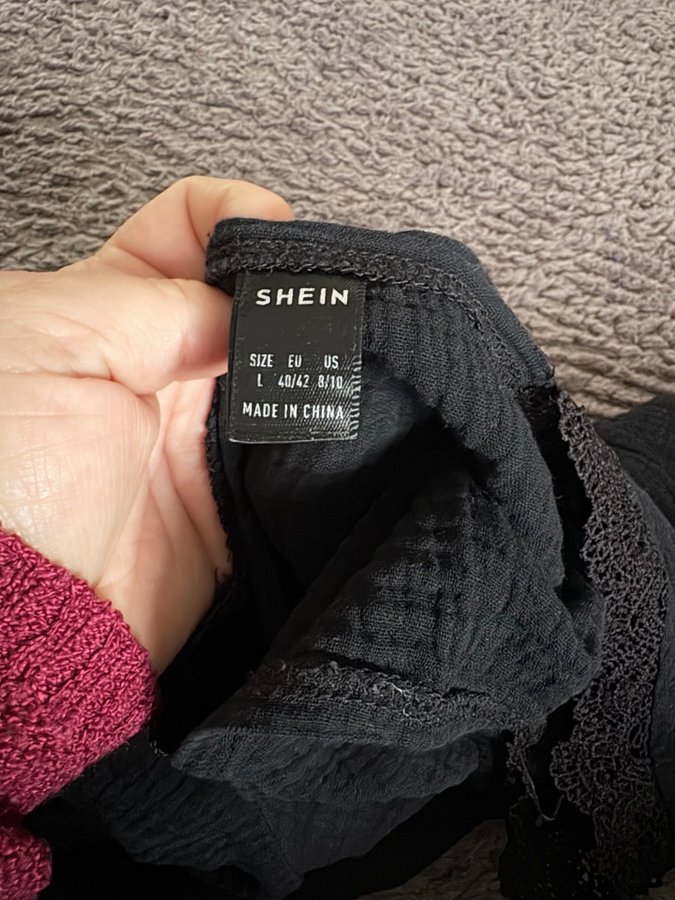 SHEIN
SIZE EU US
L 40/42 8/10
MADE IN CHINA